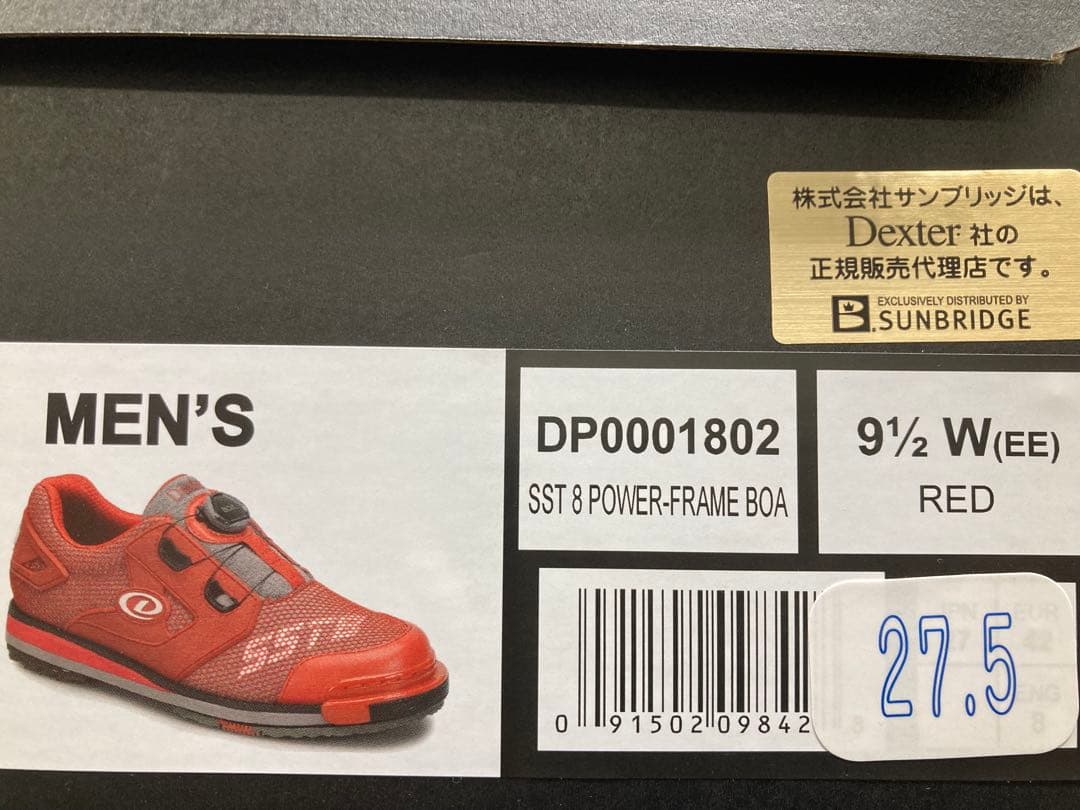 株式会社サンブリッジは、
Dexter 社の
正規販売代理店です。
EXCLUSIVELY DISTRIBUTED BY
B.SUNBRIDGE
MEN'S
DP0001802
SST 8 POWER-FRAME BOA
9½ W(EE)
RED
0 91502 09842
27.5